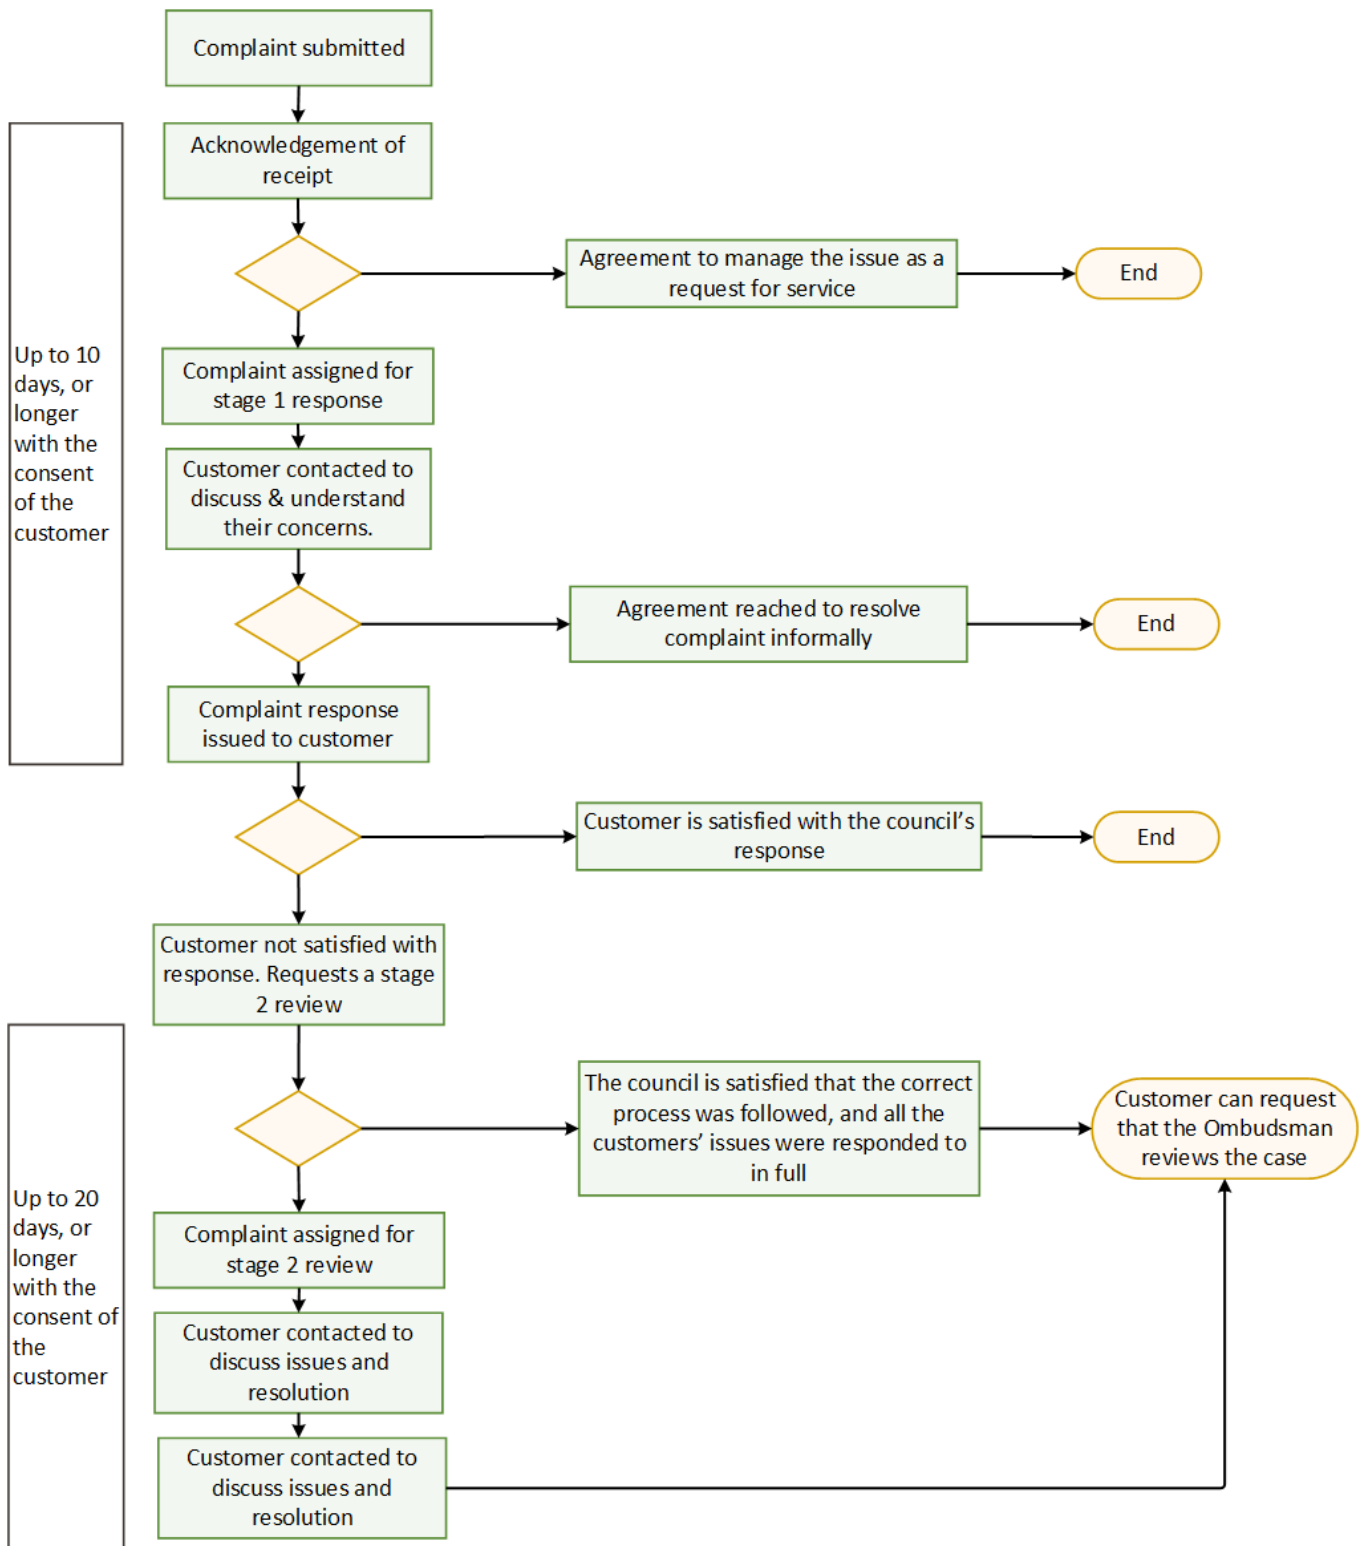 Complaint submitted
Acknowledgement of
receipt
Agreement to manage the issue as a
request for service
End
Up to 10
days, or
longer
with the
consent
of the
customer
Complaint assigned for
stage 1 response
Customer contacted to
discuss & understand
their concerns.
Agreement reached to resolve
complaint informally
End
Complaint response
issued to customer
Customer is satisfied with the council’s
response
End
Customer not satisfied with
response. Requests a stage
2 review
The council is satisfied that the correct
process was followed, and all the
customers’ issues were responded to
in full
Customer can request
that the Ombudsman
reviews the case
Up to 20
days, or
longer
with the
consent of
the
customer
Complaint assigned for
stage 2 review
Customer contacted to
discuss issues and
resolution
Customer contacted to
discuss issues and
resolution